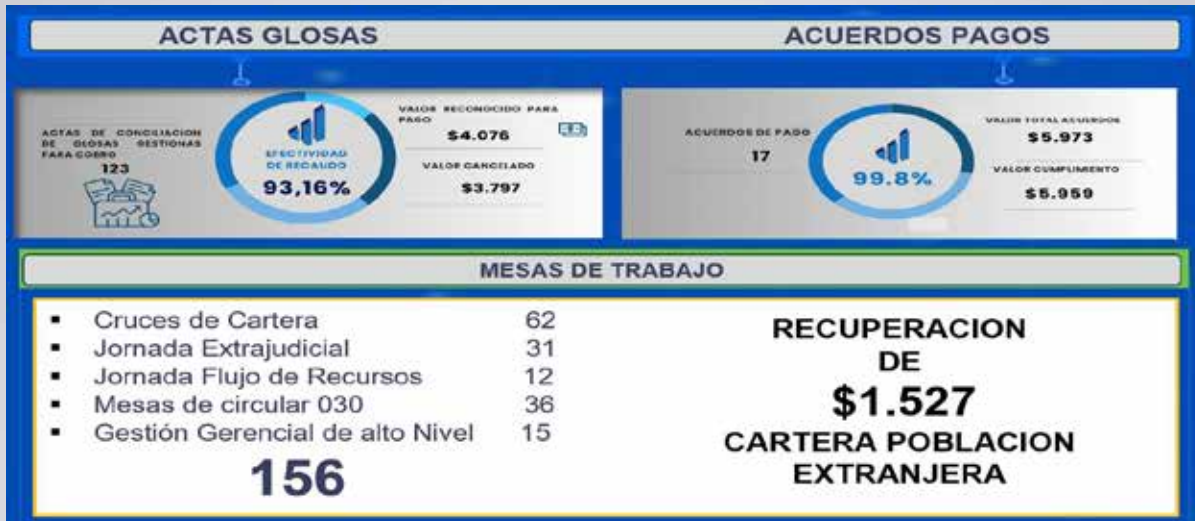 ACTAS GLOSAS
ACTAS DE CONCILIACION
DE GLOSAS GESTIONAS
PARA COBRO
123
EFECTIVIDAD
DE RECAUDO
93,16%
VALOR RECONOCIDO PARA
PAGO
$4.076
VALOR CANCELADO
$3.797
ACUERDOS PAGOS
ACUERDOS DE PAGO
17
99.8%
VALOR TOTAL ACUERDOS
$5.973
VALOR CUMPLIMIENTO
$5.959
MESAS DE TRABAJO
▪ Cruces de Cartera 62
▪ Jornada Extrajudicial 31
▪ Jornada Flujo de Recursos 12
▪ Mesas de circular 030 36
▪ Gestión Gerencial de alto Nivel 15
156
RECUPERACION
DE
$1.527
CARTERA POBLACION
EXTRANJERA